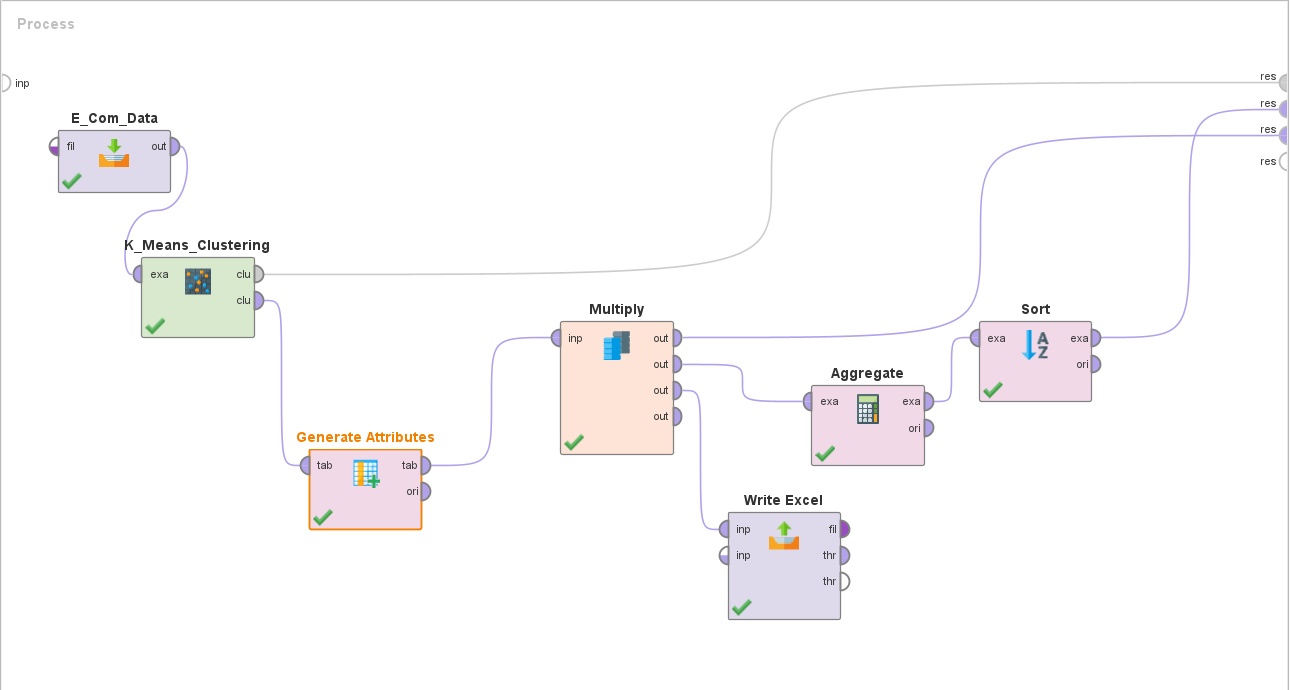 Process
inp
res
res
res
res
E_Com_Data
fil out
K_Means_Clustering
exa clu
clu
Generate Attributes
tab tab
ori
Multiply
inp out
out
out
out
Aggregate
exa exa
ori
Sort
A
Z
exa exa
ori
Write Excel
inp fil
inp thr
thr